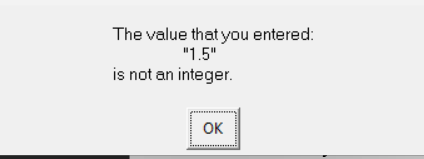 The value that you entered:
"1.5"
is not an integer.
OK